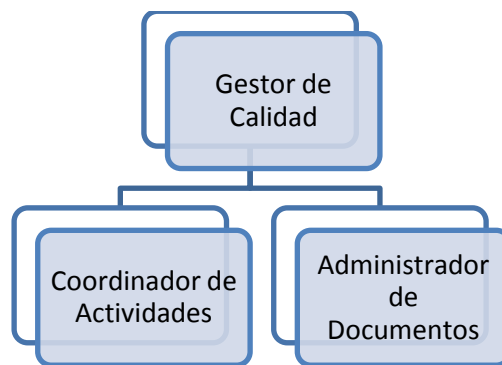 Gestor de
Calidad
Coordinador de
Actividades
Administrador
de
Documentos